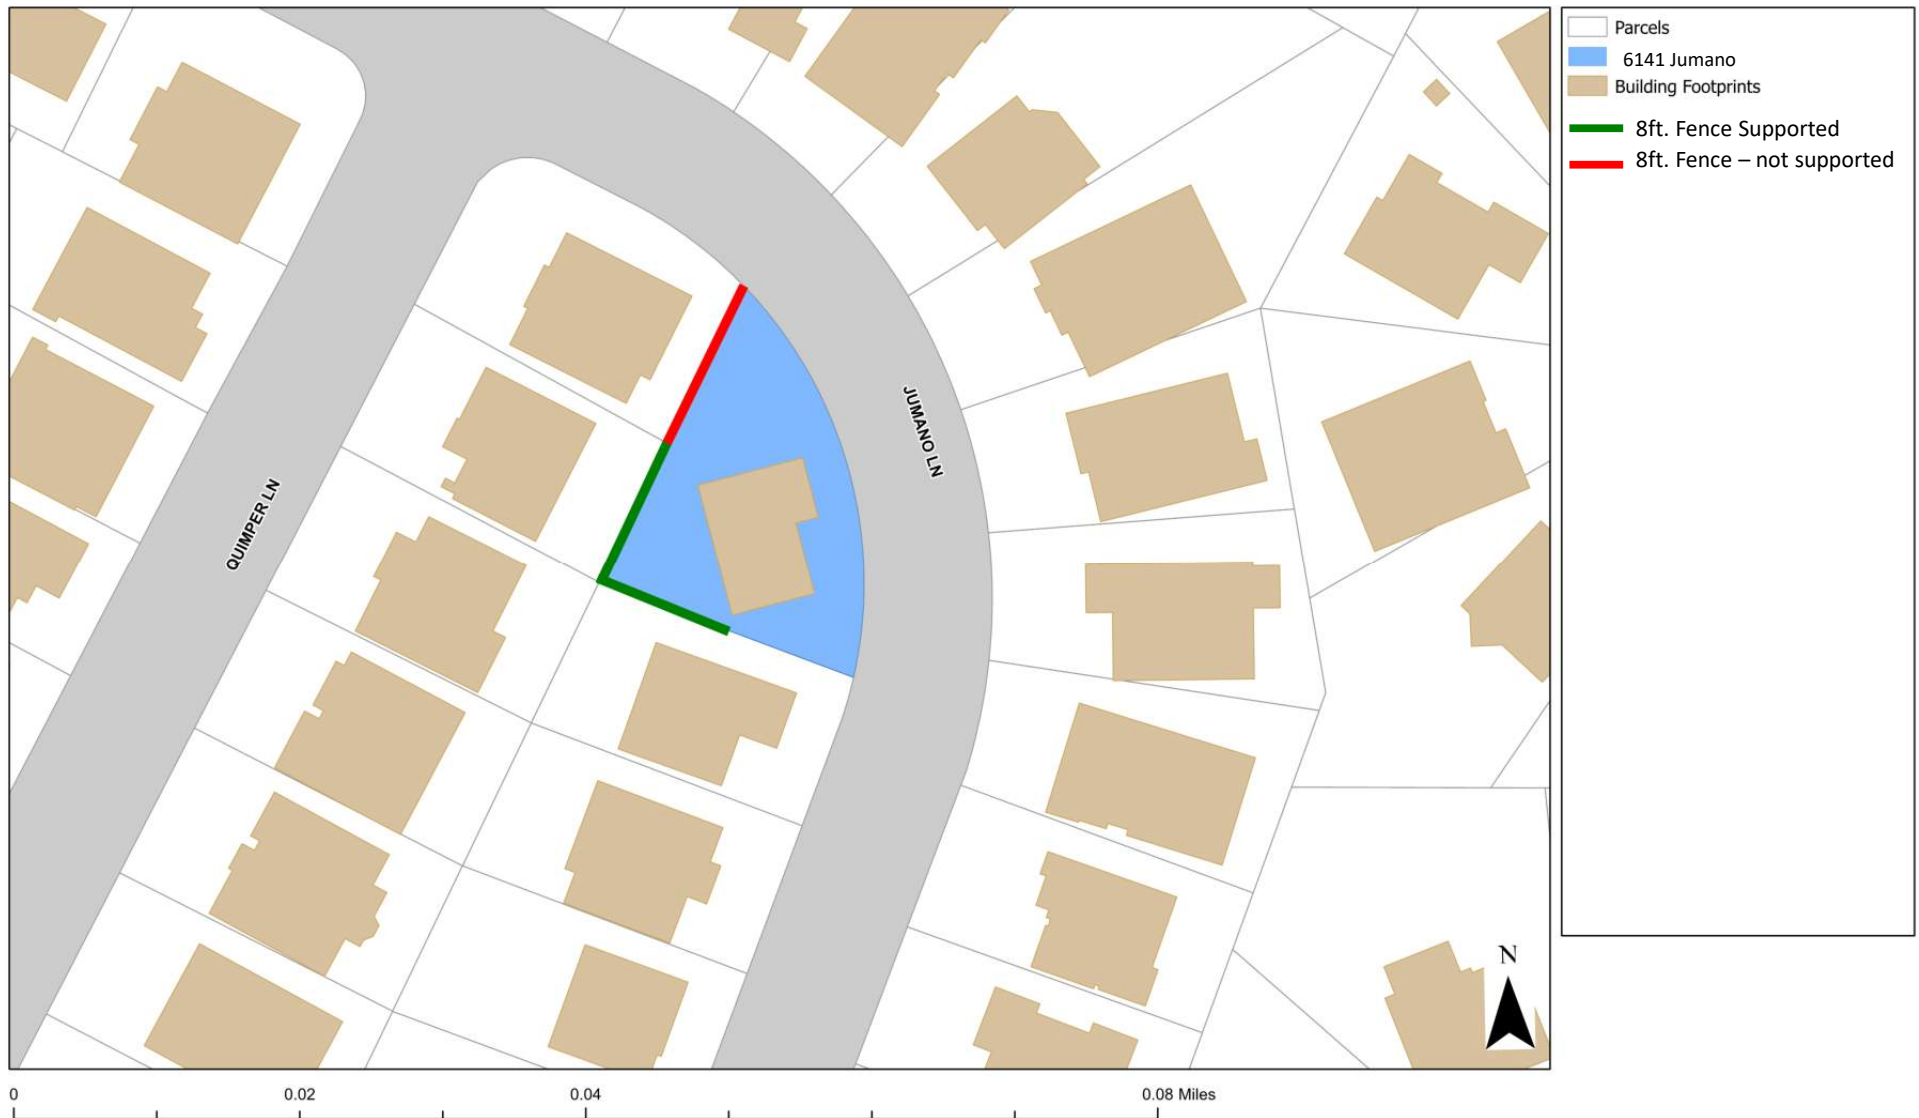 Parcels
6141 Jumano
Building Footprints
8ft. Fence Supported
8ft. Fence – not supported
JUMANO LN
QUIMPER LN
N
0 0.02 0.04 0.08 Miles